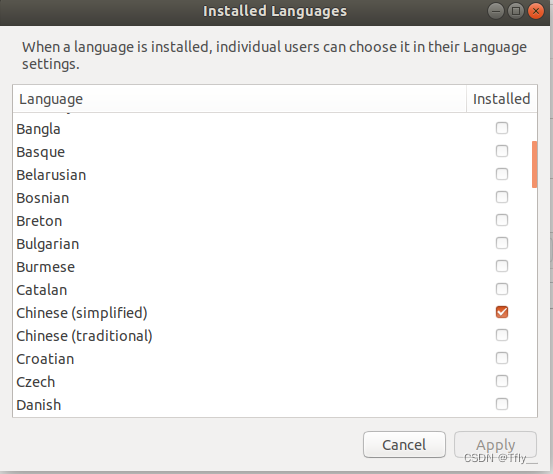 Installed Languages
When a language is installed, individual users can choose it in their Language
settings.
Language Installed
Bangla
Basque
Belarusian
Bosnian
Breton
Bulgarian
Burmese
Catalan
Chinese (simplified)
Chinese (traditional)
Croatian
Czech
Danish
Cancel Apply
CSDN @Tfly__